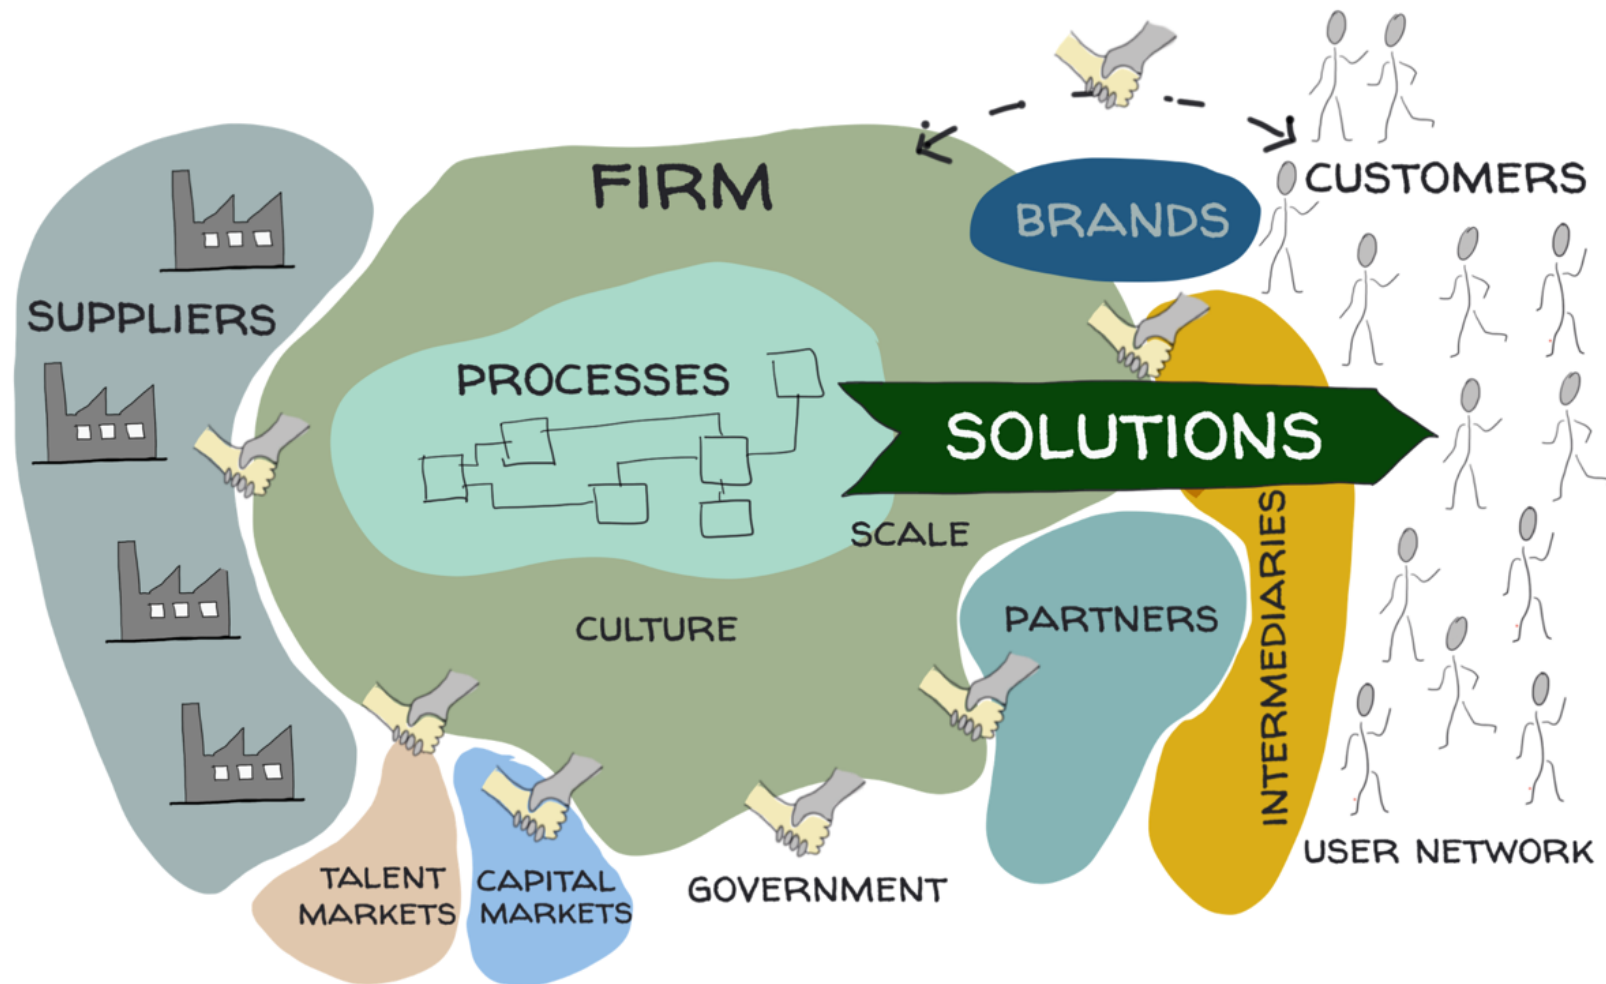 FIRM
CUSTOMERS
BRANDS
SUPPLIERS
PROCESSES
SOLUTIONS
SCALE
CULTURE
PARTNERS
INTERMEDIARIES
TALENT
MARKETS
CAPITAL
MARKETS
GOVERNMENT
USER NETWORK